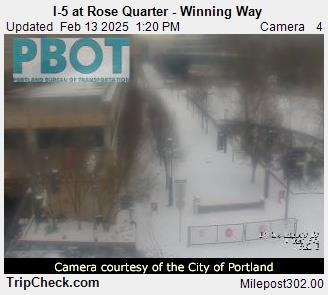 I-5 at Rose Quarter - Winning Way
Updated Feb 13 2025 1:20 PM Camera 4
PBOT
PORTLAND BUREAU OF TRANSPORTATION
Camera courtesy of the City of Portland
TripCheck.com Milepost302.00